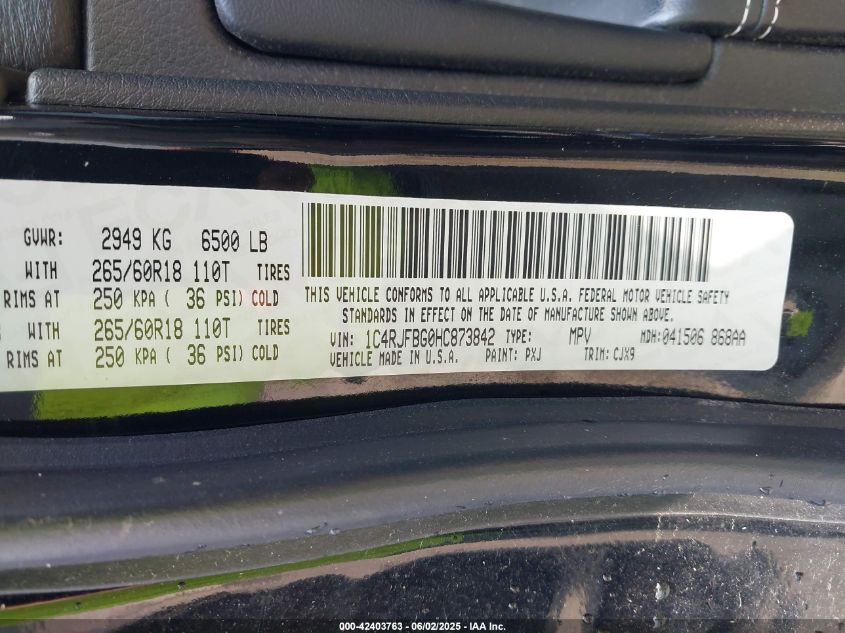 GVWR: 2949 KG 6500 LB
WITH 265/60R18 110T TIRES
RIMS AT 250 KPA ( 36 PSI) COLD
WITH 265/60R18 110T TIRES
RIMS AT 250 KPA ( 36 PSI) COLD
THIS VEHICLE CONFORMS TO ALL APPLICABLE U.S.A. FEDERAL MOTOR VEHICLE SAFETY
STANDARDS IN EFFECT ON THE DATE OF MANUFACTURE SHOWN ABOVE.
VIN: 1C4RJFBG0HC873842 TYPE: MPV MDH: 041506 868AA
VEHICLE MADE IN U.S.A. PAINT: PXJ TRIM: CJX9
000-42403763 - 06/02/2025 - IAA Inc.